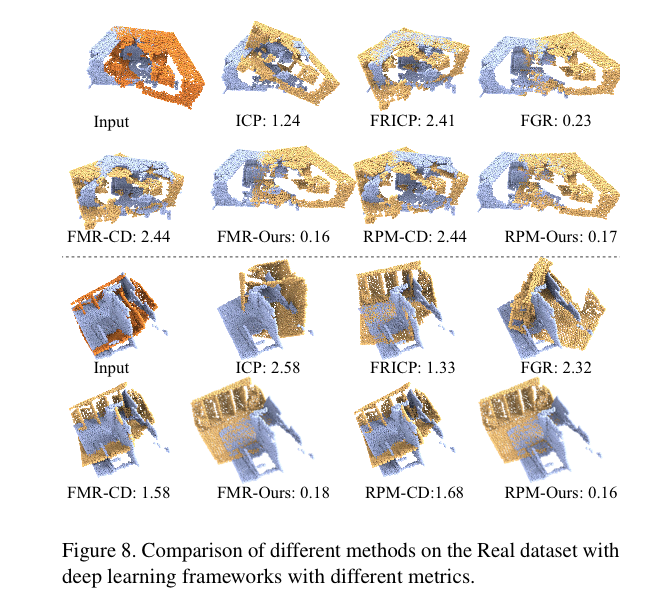 Input
ICP: 1.24
FRICP: 2.41
FGR: 0.23
FMR-CD: 2.44
FMR-Ours: 0.16
RPM-CD: 2.44
RPM-Ours: 0.17
Input
ICP: 2.58
FRICP: 1.33
FGR: 2.32
FMR-CD: 1.58
FMR-Ours: 0.18
RPM-CD:1.68
RPM-Ours: 0.16
Figure 8. Comparison of different methods on the Real dataset with
deep learning frameworks with different metrics.